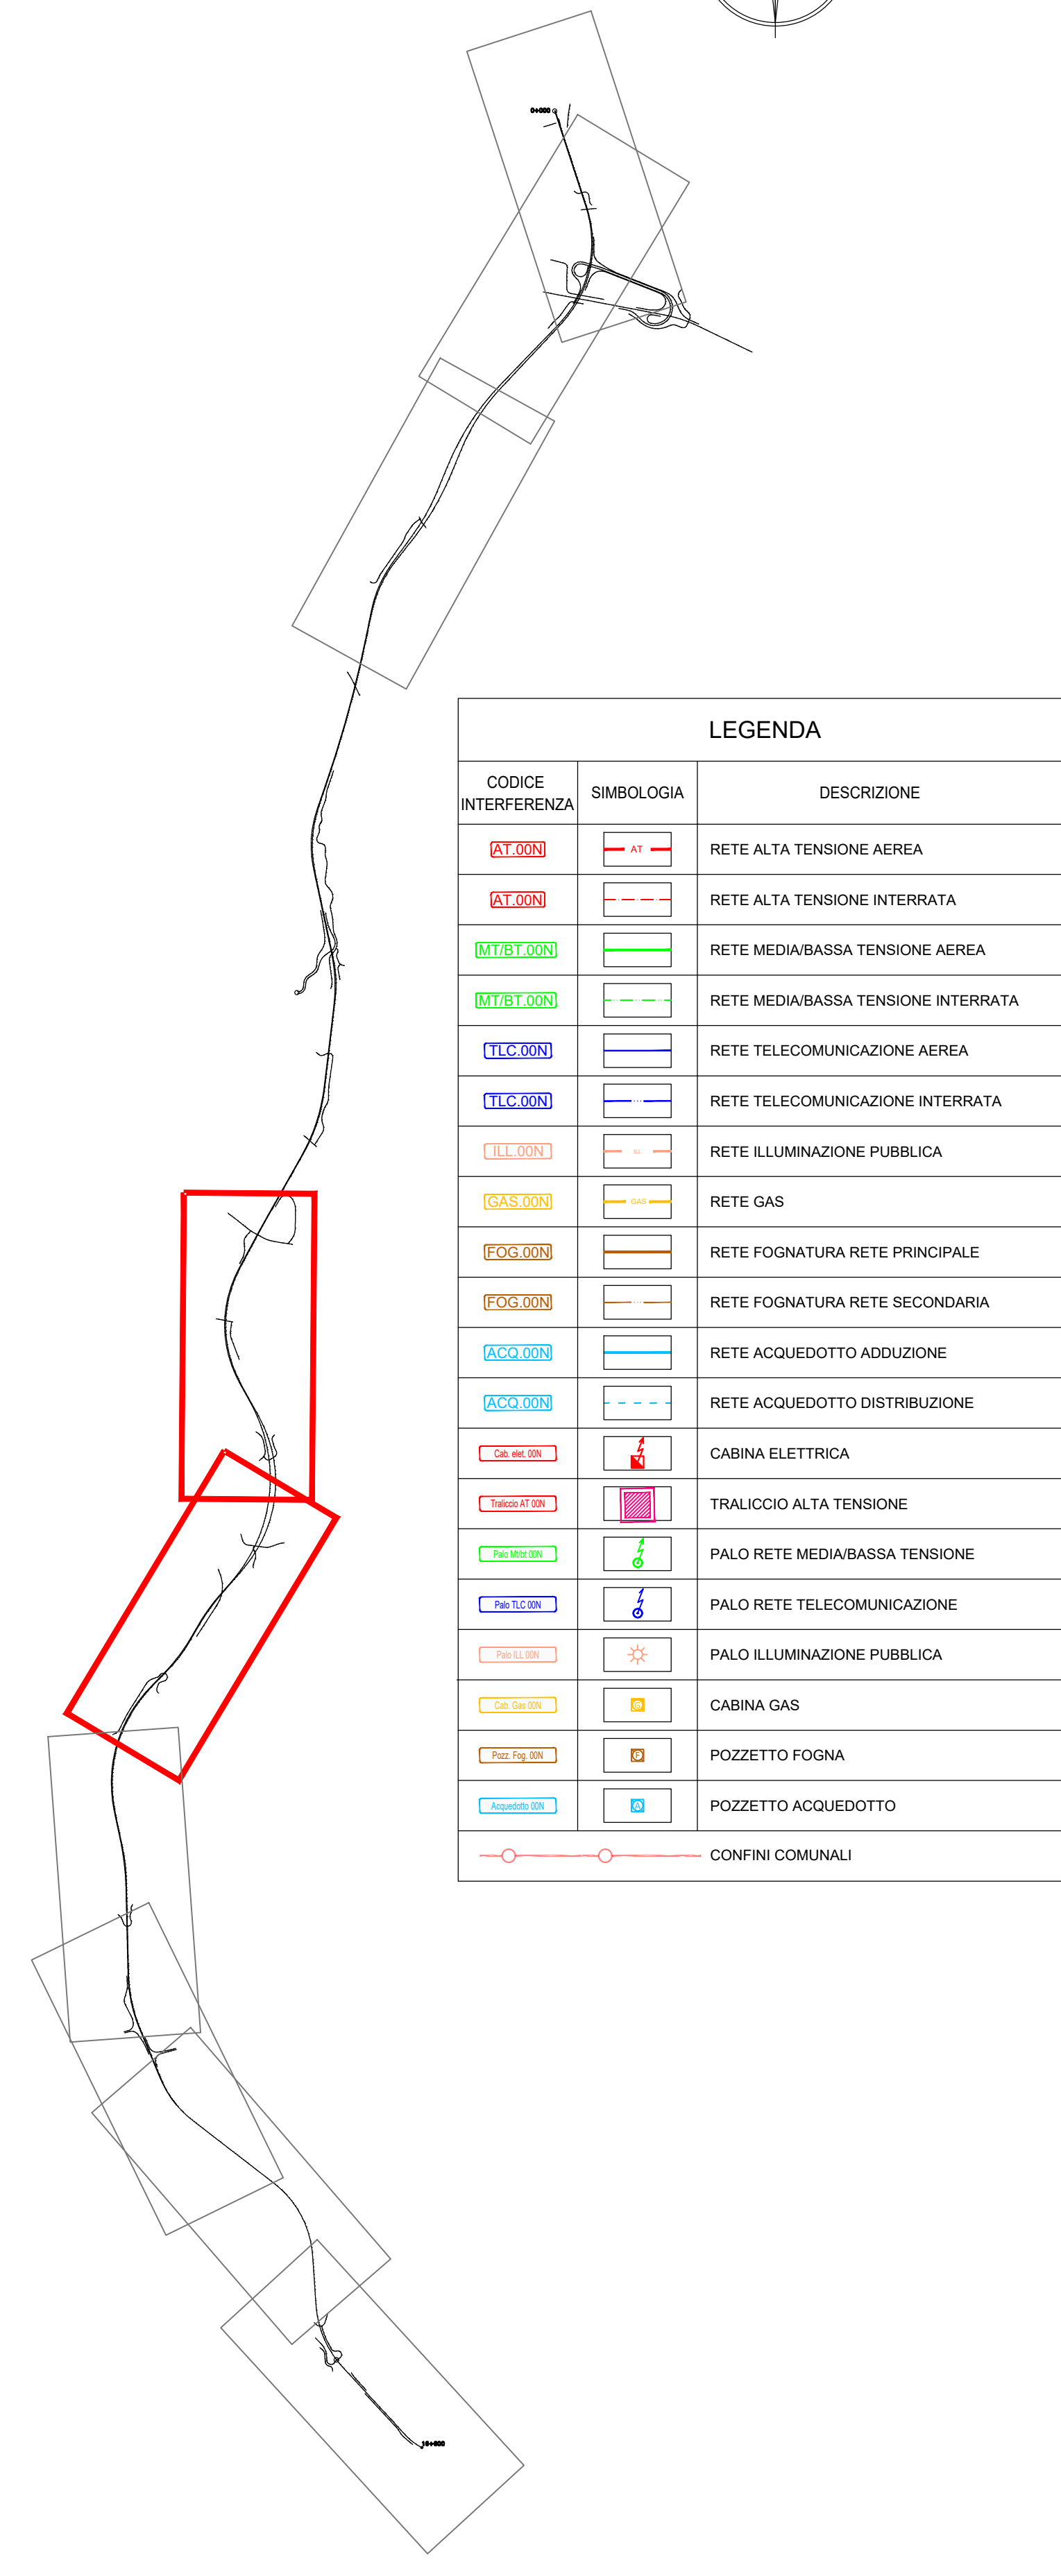 0+000
LEGENDA
CODICE INTERFERENZA SIMBOLOGIA DESCRIZIONE
AT.00N AT RETE ALTA TENSIONE AEREA
AT.00N RETE ALTA TENSIONE INTERRATA
MT/BT.00N RETE MEDIA/BASSA TENSIONE AEREA
MT/BT.00N RETE MEDIA/BASSA TENSIONE INTERRATA
TLC.00N RETE TELECOMUNICAZIONE AEREA
TLC.00N RETE TELECOMUNICAZIONE INTERRATA
ILL.00N ILL RETE ILLUMINAZIONE PUBBLICA
GAS.00N GAS RETE GAS
FOG.00N RETE FOGNATURA RETE PRINCIPALE
FOG.00N RETE FOGNATURA RETE SECONDARIA
ACQ.00N RETE ACQUEDOTTO ADDUZIONE
ACQ.00N RETE ACQUEDOTTO DISTRIBUZIONE
Cab. elet. 00N CABINA ELETTRICA
Traliccio AT 00N TRALICCIO ALTA TENSIONE
Palo Mt/bt 00N PALO RETE MEDIA/BASSA TENSIONE
Palo TLC 00N PALO RETE TELECOMUNICAZIONE
Palo ILL 00N PALO ILLUMINAZIONE PUBBLICA
Cab. Gas 00N G CABINA GAS
Pozz. Fog. 00N F POZZETTO FOGNA
Acquedotto 00N A POZZETTO ACQUEDOTTO
CONFINI COMUNALI